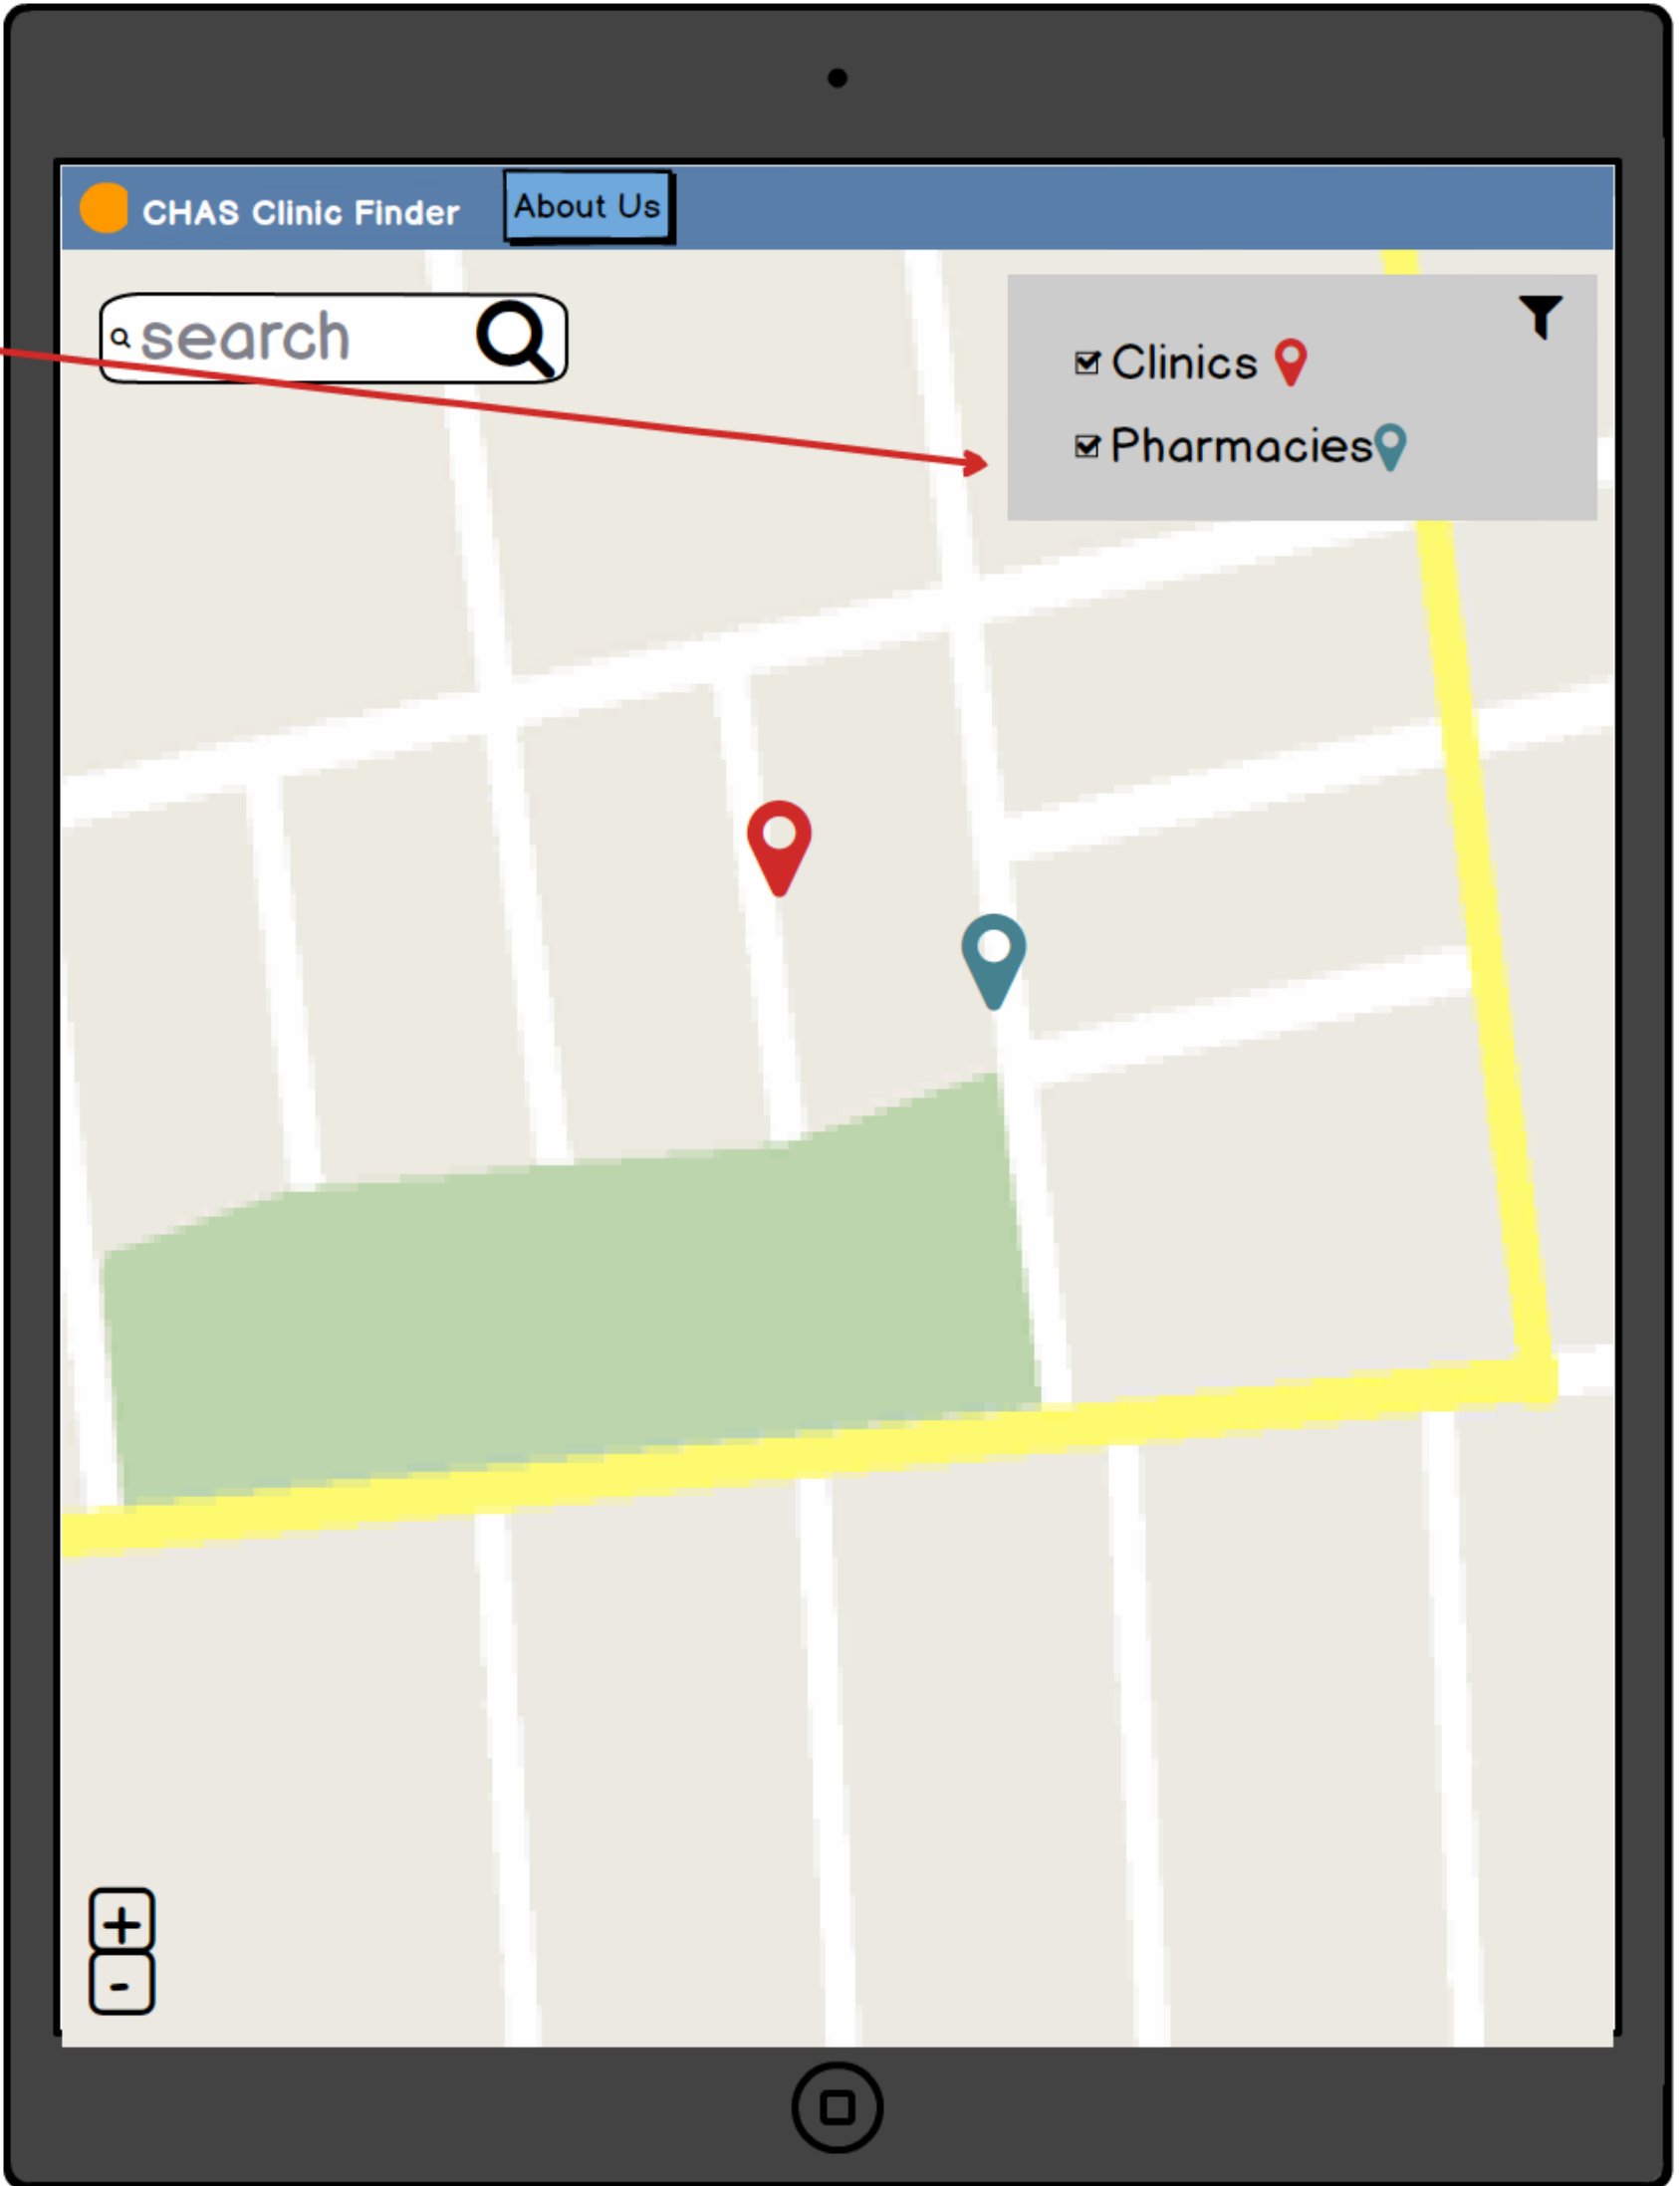 CHAS Clinic Finder
About Us
search
Clinics
Pharmacies
+
-